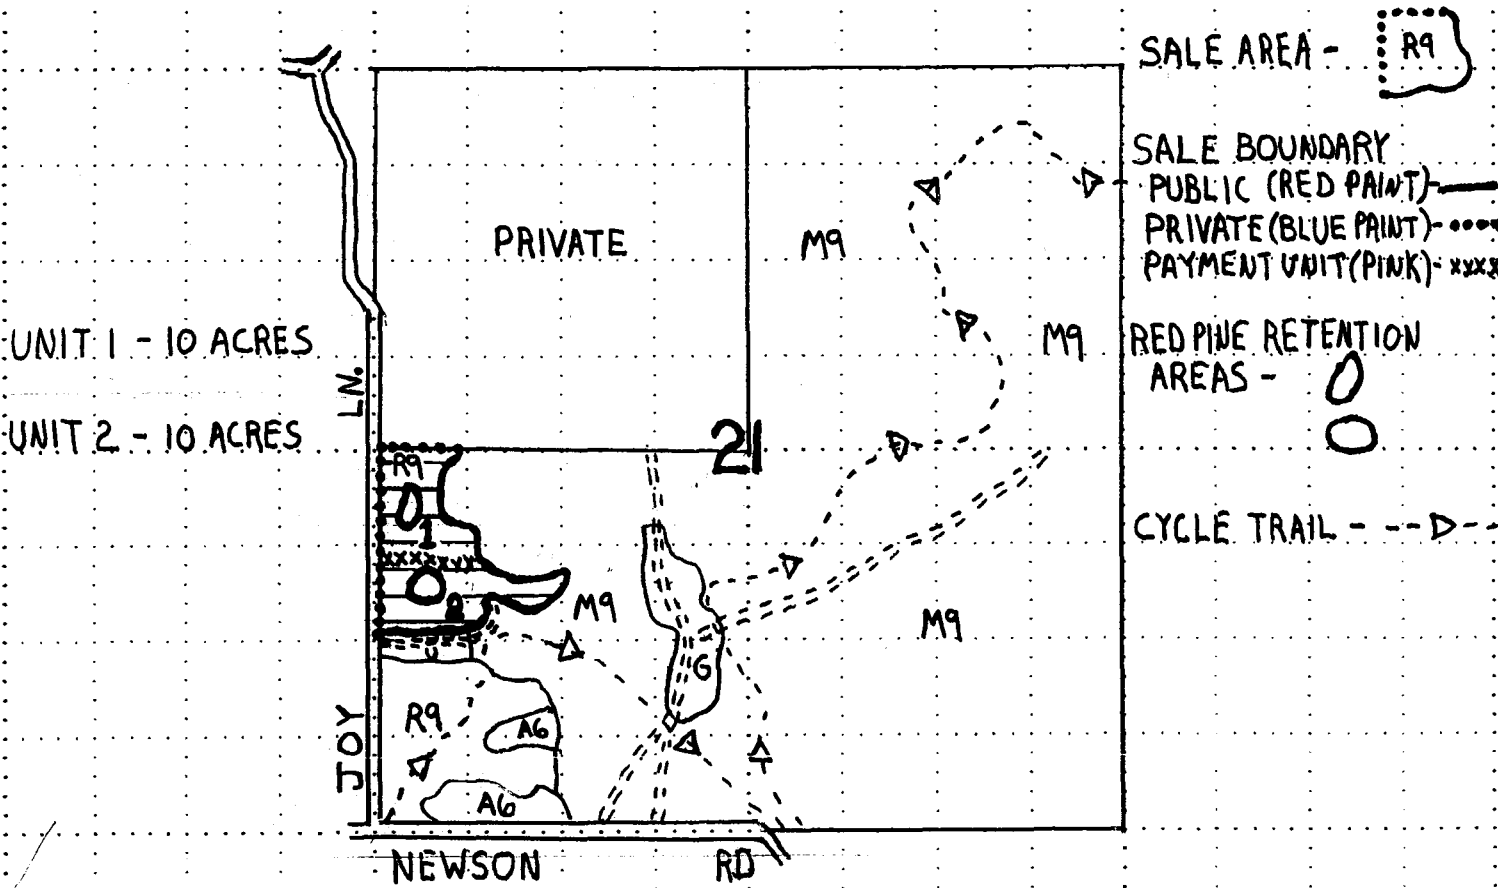 SALE AREA -
R9
SALE BOUNDARY
PUBLIC (RED PAINT)-
PRIVATE (BLUE PAINT)-
PAYMENT UNIT (PINK)- xxxx
PRIVATE
M9
M9
UNIT 1 - 10 ACRES
RED PINE RETENTION
AREAS -
LN.
UNIT 2 - 10 ACRES
21
R9
1
xxxxxxx
CYCLE TRAIL -
2
M9
M9
U
G
R9
A6
JOY
A6
NEWSON RD